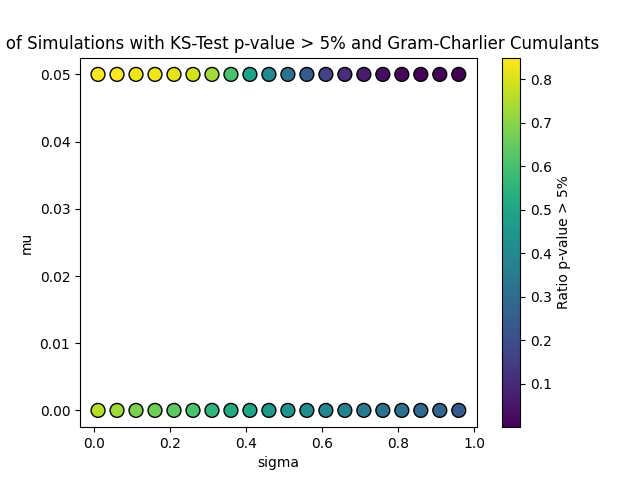 of Simulations with KS-Test p-value > 5% and Gram-Charlier Cumulants
0.05
0.04
0.03
0.02
0.01
0.00
mu
0.0 0.2 0.4 0.6 0.8 1.0
sigma
0.8
0.7
0.6
0.5
0.4
0.3
0.2
0.1
Ratio p-value > 5%